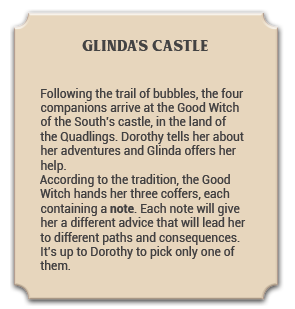 GLINDA'S CASTLE
Following the trail of bubbles, the four
companions arrive at the Good Witch
of the South's castle, in the land of
the Quadlings. Dorothy tells her about
her adventures and Glinda offers her
help.
According to the tradition, the Good
Witch hands her three coffers, each
containing a note. Each note will give
her a different advice that will lead her
to different paths and consequences.
It's up to Dorothy to pick only one of
them.